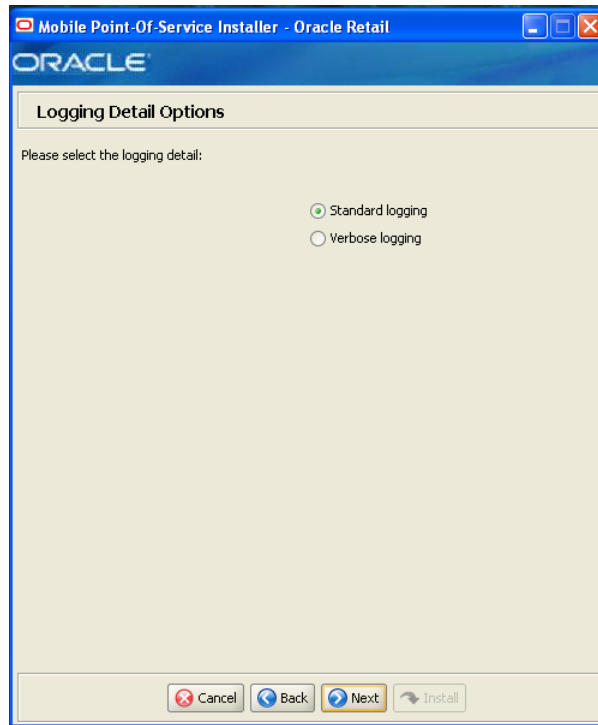 Mobile Point-Of-Service Installer - Oracle Retail
ORACLE
Logging Detail Options
Please select the logging detail:
Standard logging
Verbose logging
Cancel Back Next Install